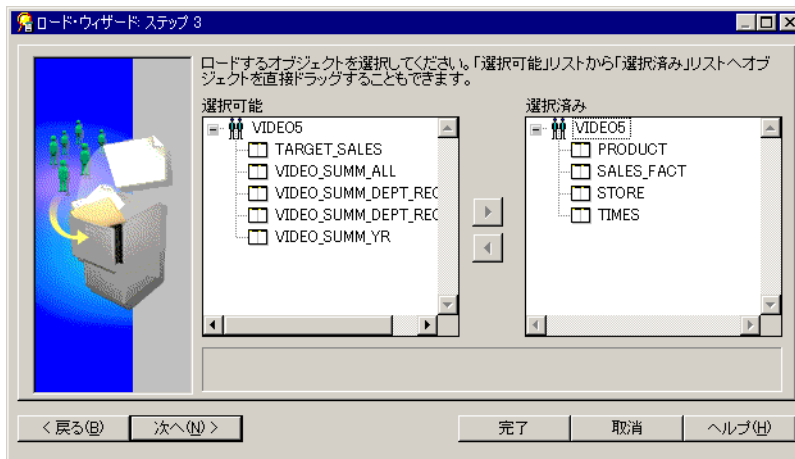 ロード・ウィザード: ステップ 3
ロードするオブジェクトを選択してください。「選択可能」リストから「選択済み」リストへオブ
ジェクトを直接ドラッグすることもできます。
選択可能
VIDEO5
TARGET_SALES
VIDEO_SUMM_ALL
VIDEO_SUMM_DEPT_REG
VIDEO_SUMM_DEPT_REG
VIDEO_SUMM_YR
選択済み
VIDEO5
PRODUCT
SALES_FACT
STORE
TIMES
< 戻る(B)
次へ(N) >
完了
取消
ヘルプ(H)